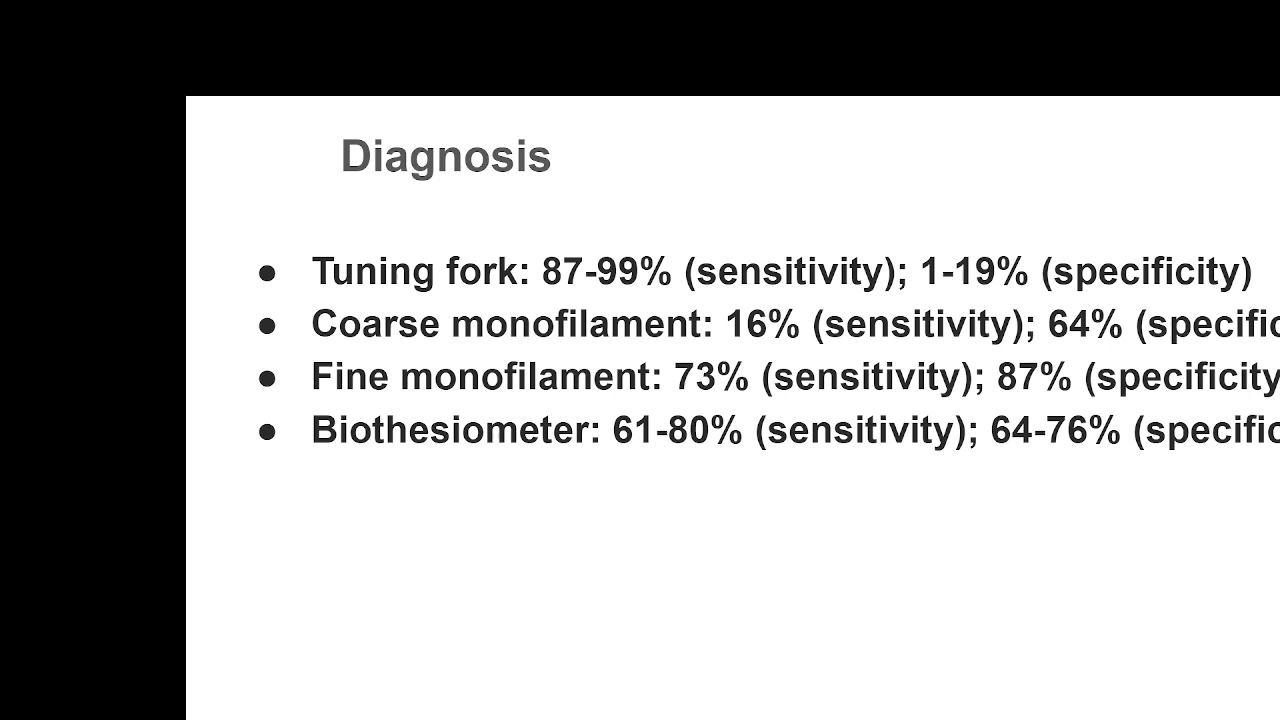 Diagnosis
● Tuning fork: 87-99% (sensitivity); 1-19% (specificity)
● Coarse monofilament: 16% (sensitivity); 64% (specific
● Fine monofilament: 73% (sensitivity); 87% (specificity
● Biothesiometer: 61-80% (sensitivity); 64-76% (specific